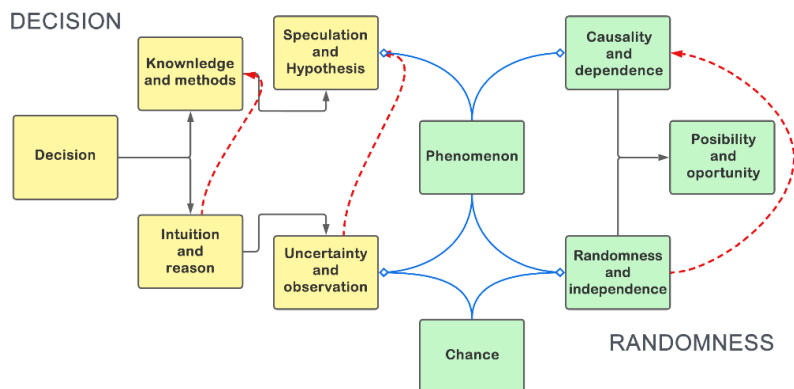 DECISION
Speculation
and
Hypothesis
Causality
and
dependence
Knownledge
and methods
Decision
Phenomenon
Posibility
and
oportunity
Intuition
and
reason
Uncertainty
and
observation
Randomness
and
independence
Chance
RANDOMNESS